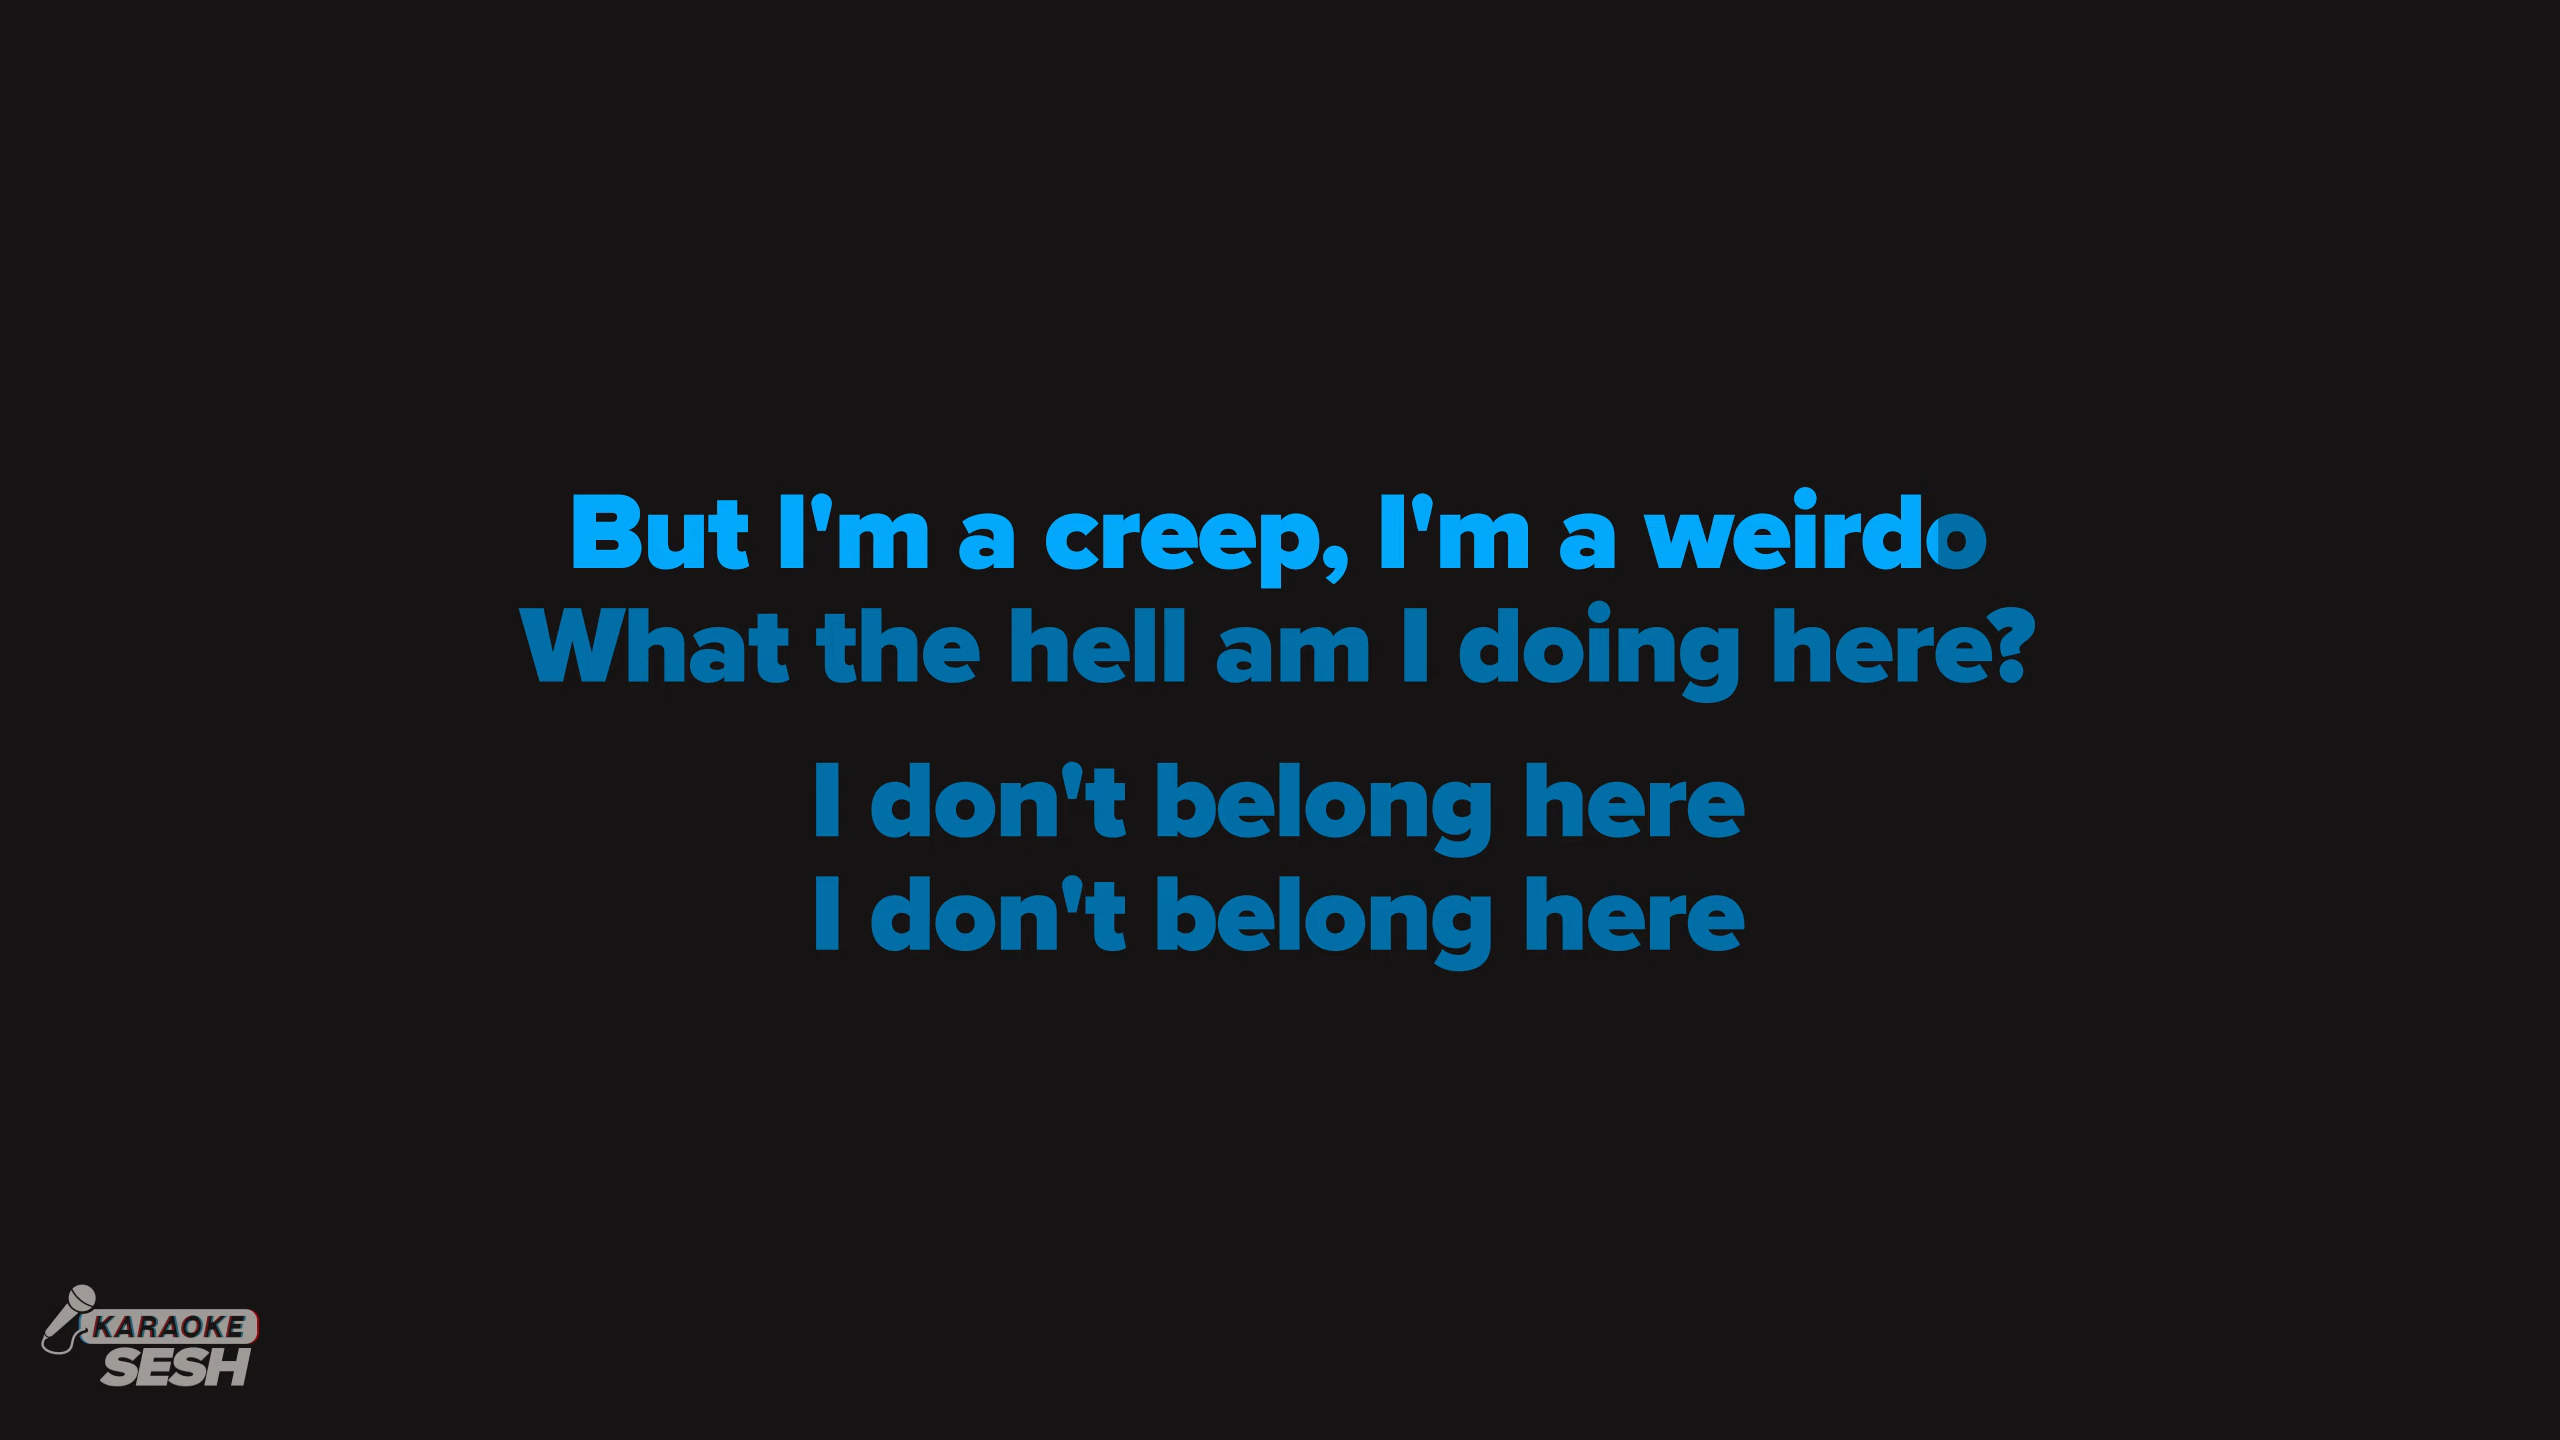 But I'm a creep, I'm a weirdo
What the hell am I doing here?
I don't belong here
I don't belong here
KARAOKE
SESH